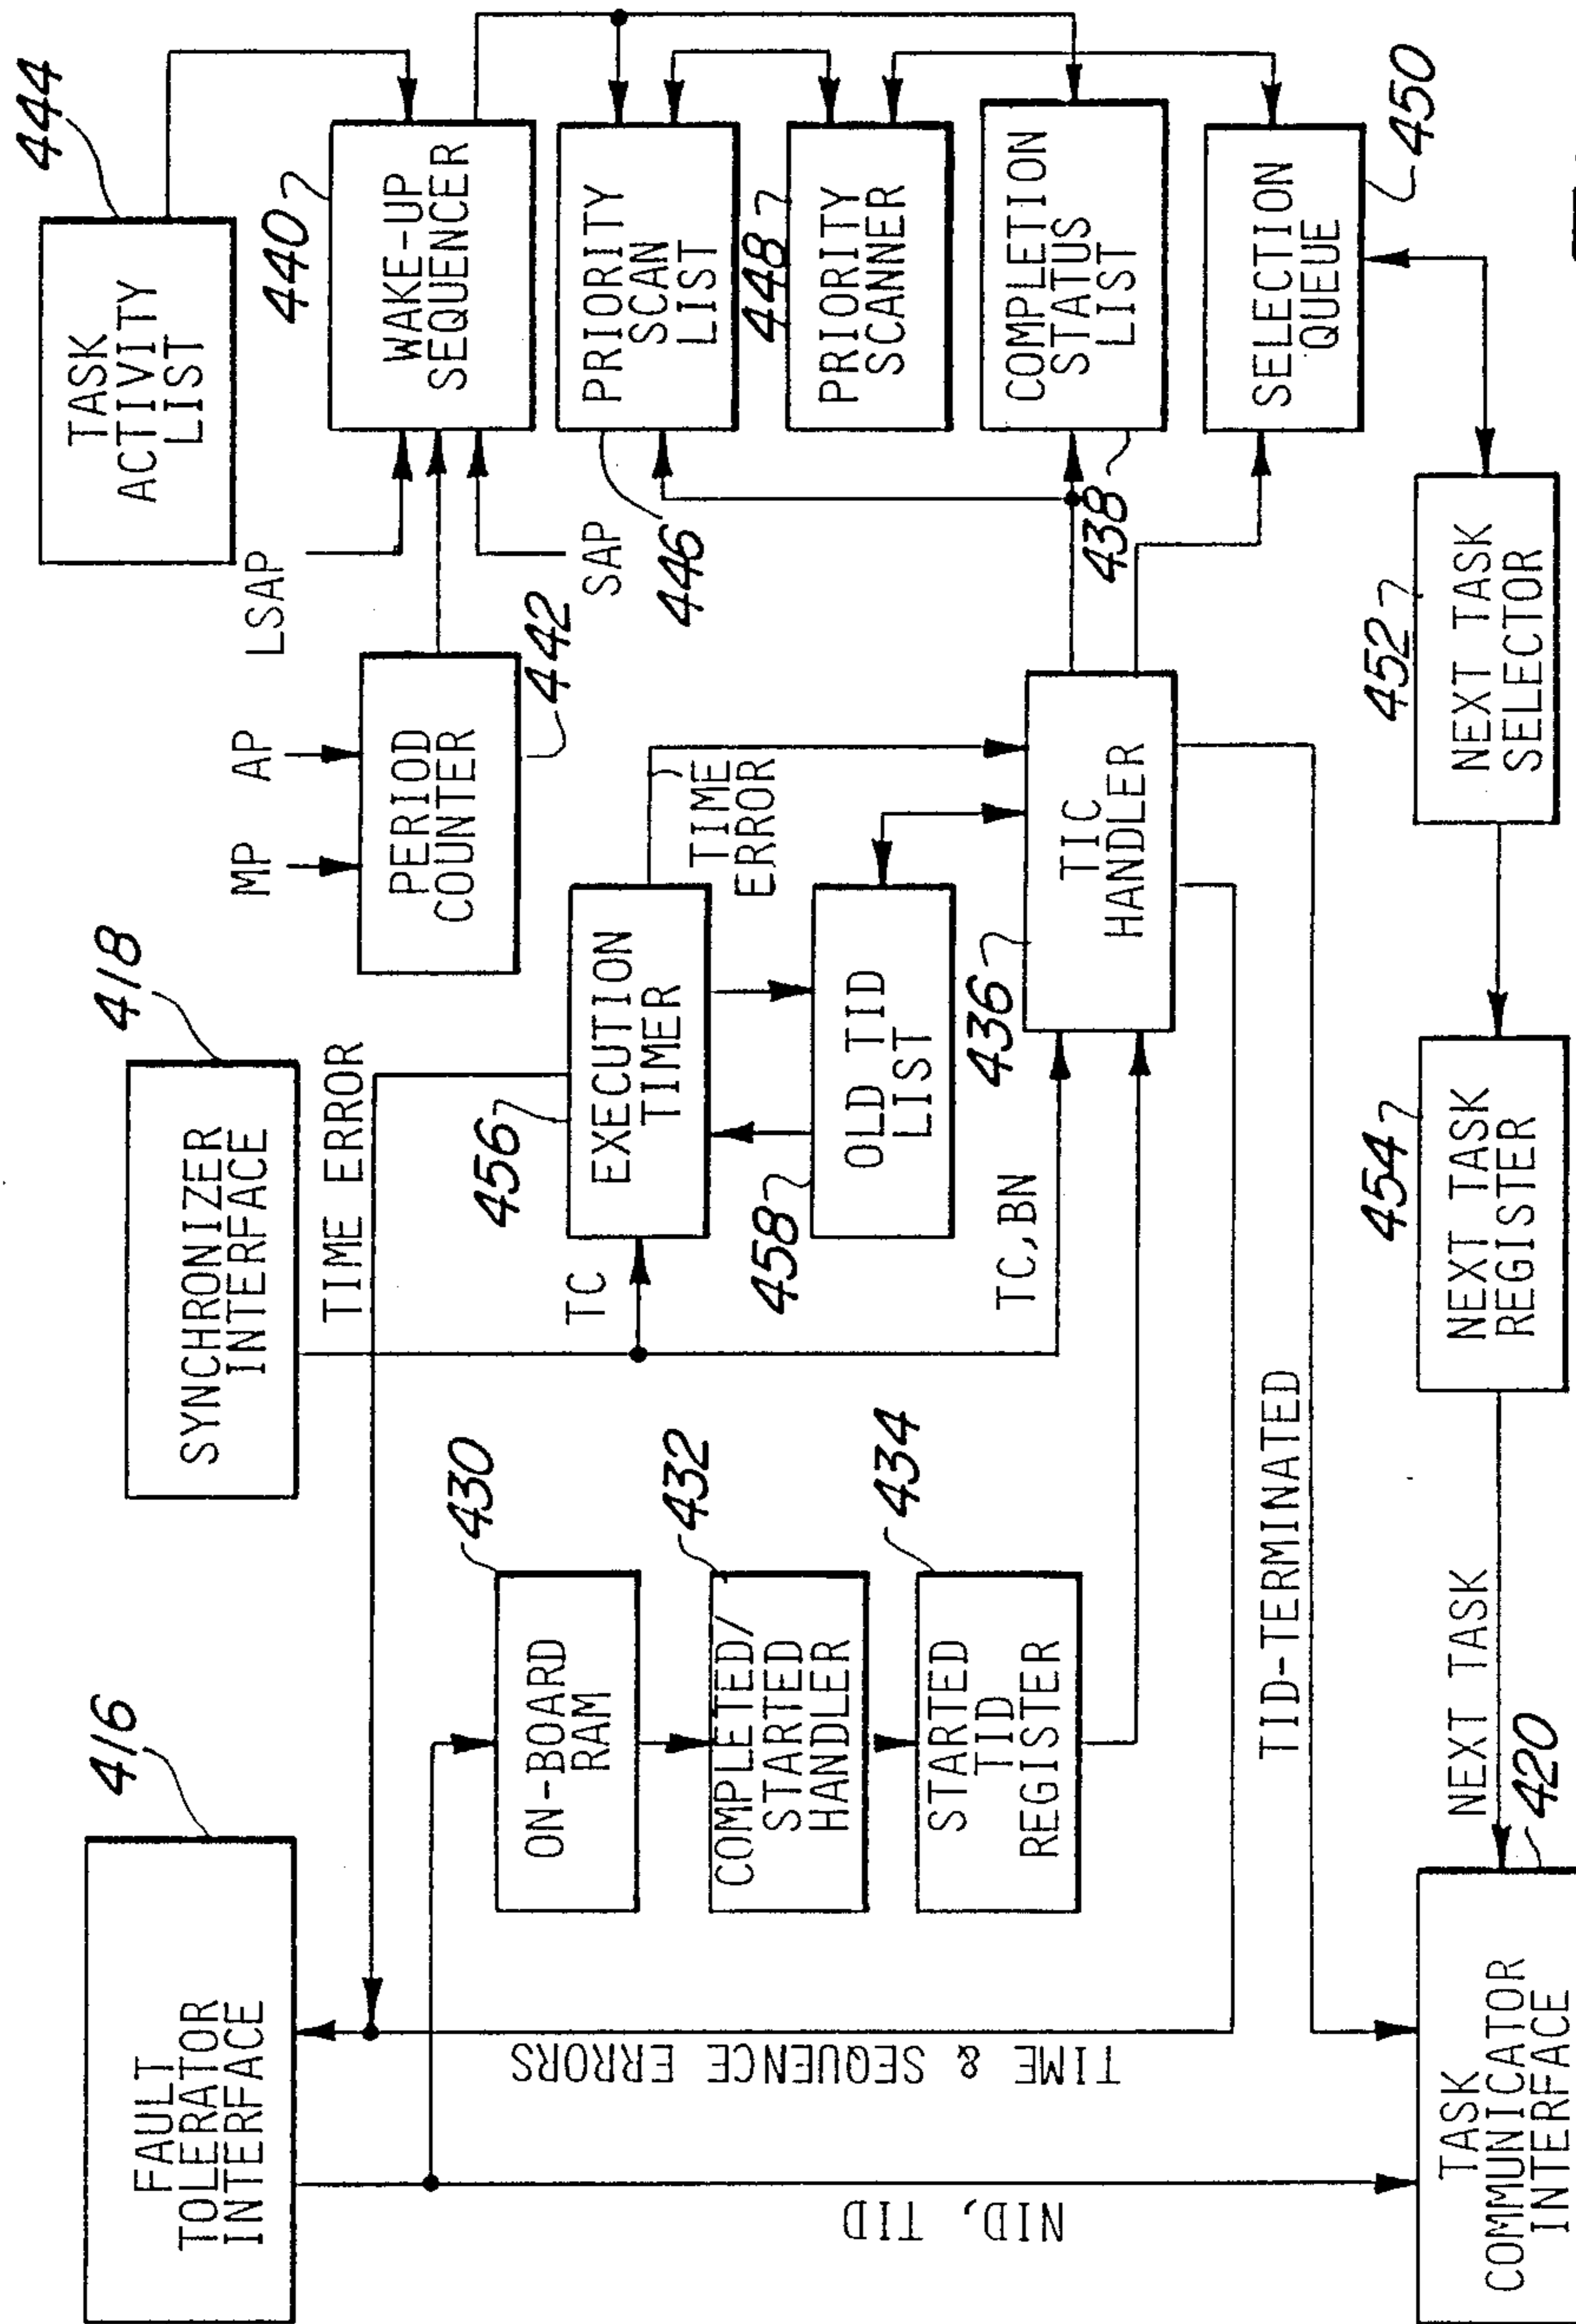 444
TASK
ACTIVITY
LIST
440
WAKE-UP
SEQUENCER
LSAP
SAP
446
PRIORITY
SCAN
LIST
448
PRIORITY
SCANNER
COMPLETION
STATUS
LIST
438
SELECTION
QUEUE
450
MP
AP
PERIOD
COUNTER
442
418
SYNCHRONIZER
INTERFACE
TIME ERROR
456
EXECUTION
TIMER
TIME
ERROR
TC
458
OLD TID
LIST
TC,BN
436
TIC
HANDLER
452
NEXT TASK
SELECTOR
454
NEXT TASK
REGISTER
NEXT TASK
416
FAULT
TOLERATOR
INTERFACE
430
ON-BOARD
RAM
432
COMPLETED/
STARTED
HANDLER
434
STARTED
TID
REGISTER
TIME & SEQUENCE ERRORS
NID, TID
TID-TERMINATED
420
TASK
COMMUNICATOR
INTERFACE